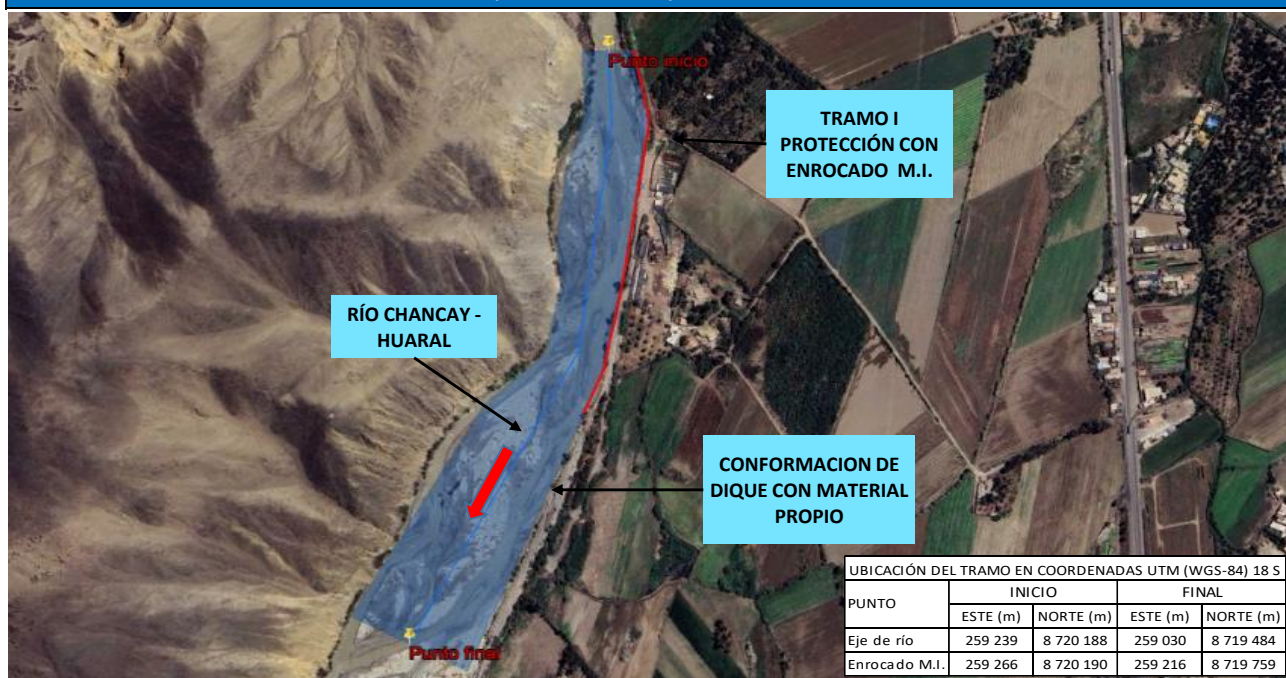 Punto inicio
TRAMO I
PROTECCIÓN CON
ENROCADO M.I.
RÍO CHANCAY -
HUARAL
CONFORMACION DE
DIQUE CON MATERIAL
PROPIO
Punto final
UBICACIÓN DEL TRAMO EN COORDENADAS UTM (WGS-84) 18 S
PUNTO INICIO FINAL
ESTE (m) NORTE (m) ESTE (m) NORTE (m)
Eje de río 259 239 8 720 188 259 030 8 719 484
Enrocado M.I. 259 266 8 720 190 259 216 8 719 759